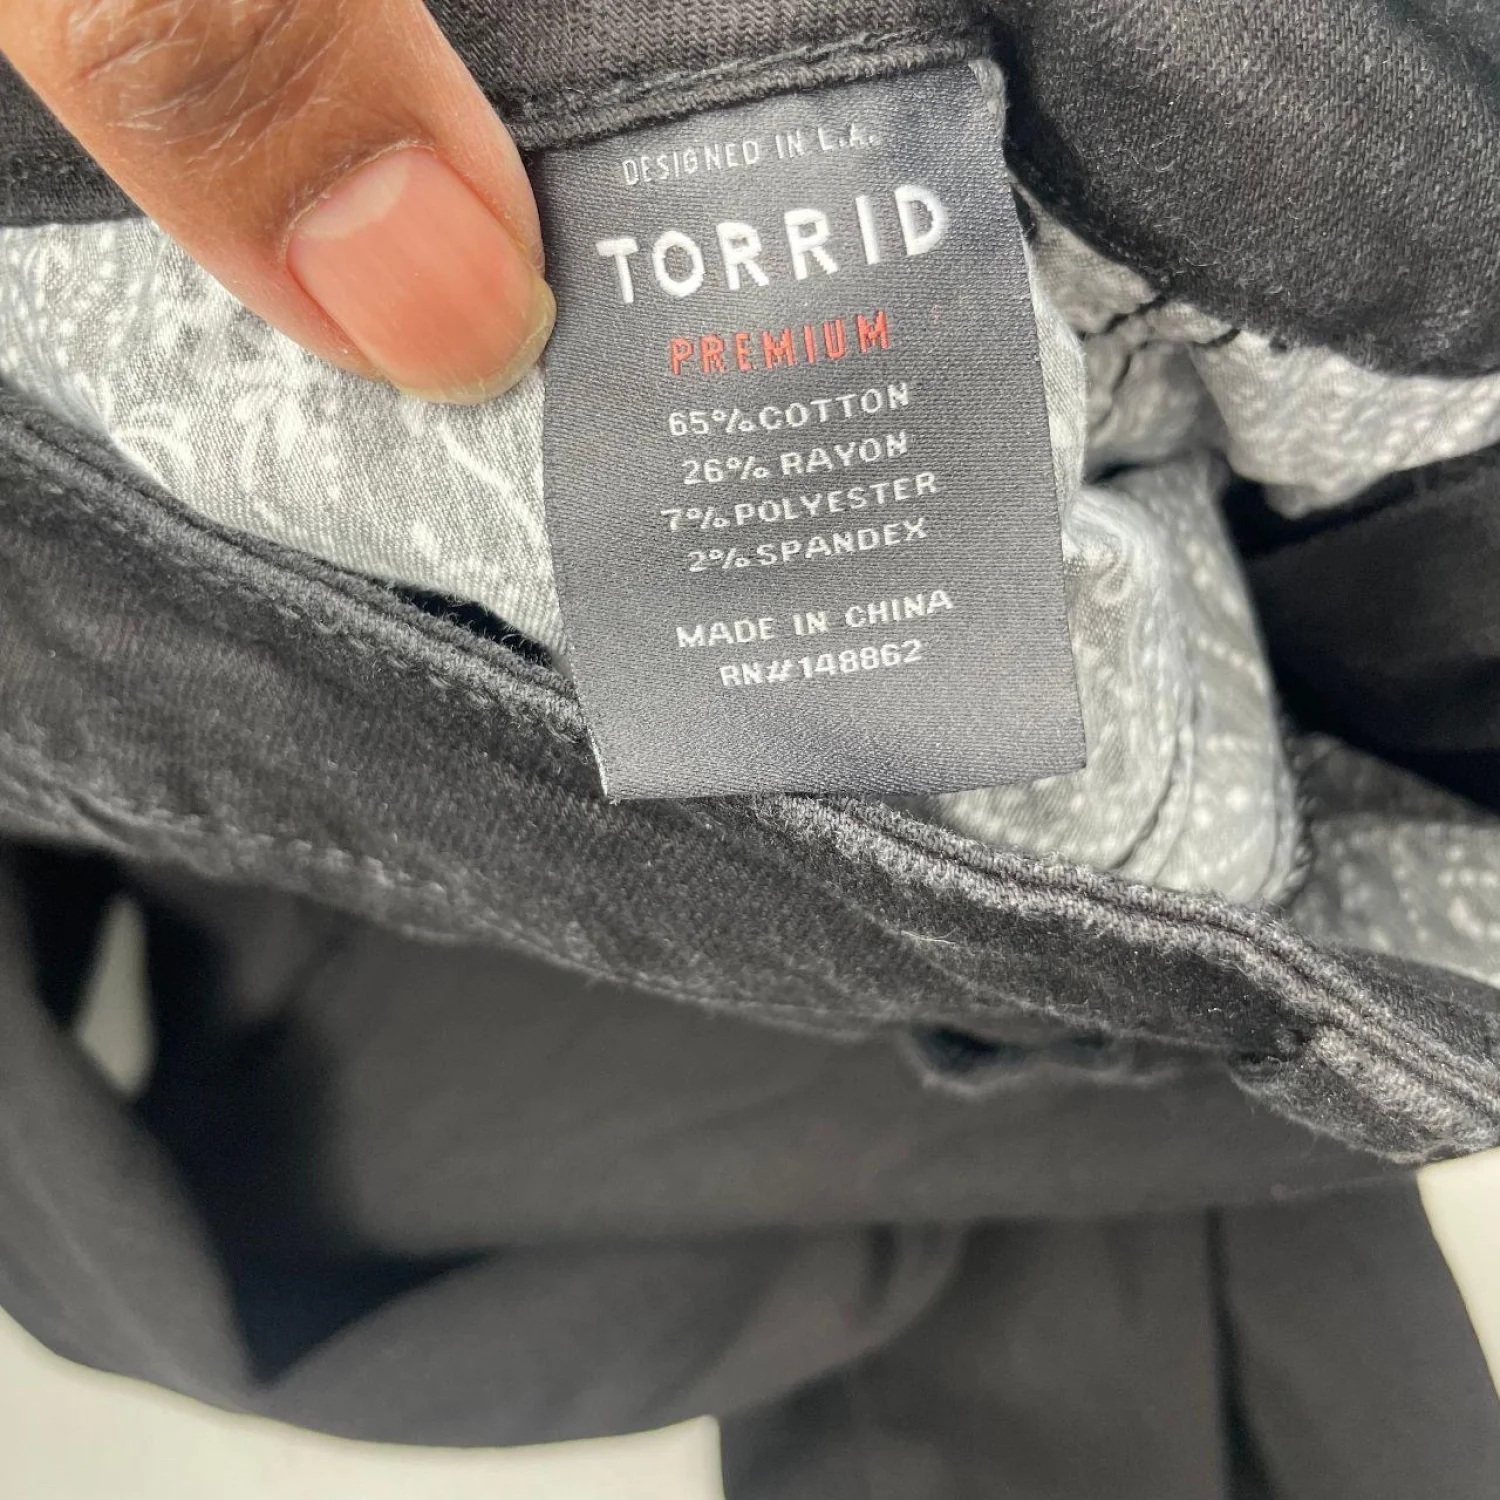 DESIGNED IN L.A.
TORRID
PREMIUM
65% COTTON
26% RAYON
7% POLYESTER
2% SPANDEX
MADE IN CHINA
RN#148862